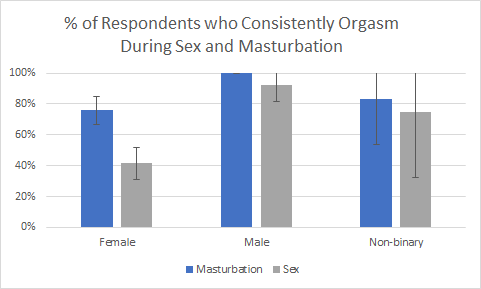 % of Respondents who Consistently Orgasm
During Sex and Masturbation
100%
80%
60%
40%
20%
0%
Female Male Non-binary
Masturbation Sex